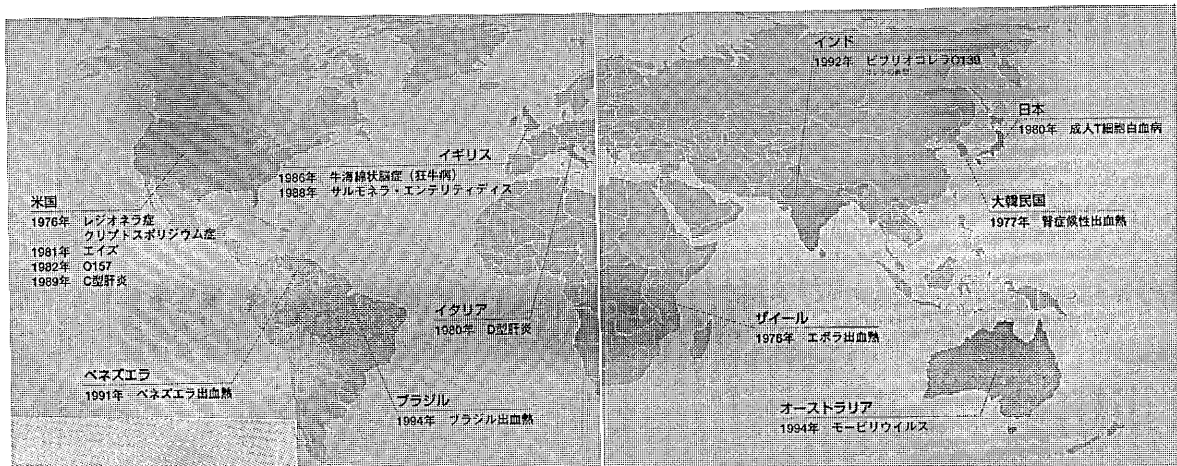 米国
1976年 レジオネラ症
クリプトスポリジウム症
1981年 エイズ
1982年 O157
1989年 C型肝炎
イギリス
1986年 牛海綿状脳症（狂牛病）
1988年 サルモネラ・エンテリティディス
インド
1992年 ビブリオコレラO139
日本
1980年 成人T細胞白血病
大韓民国
1977年 腎症候性出血熱
イタリア
1980年 D型肝炎
ザイール
1976年 エボラ出血熱
ベネズエラ
1991年 ベネズエラ出血熱
ブラジル
1994年 ブラジル出血熱
オーストラリア
1994年 モービリウイルス